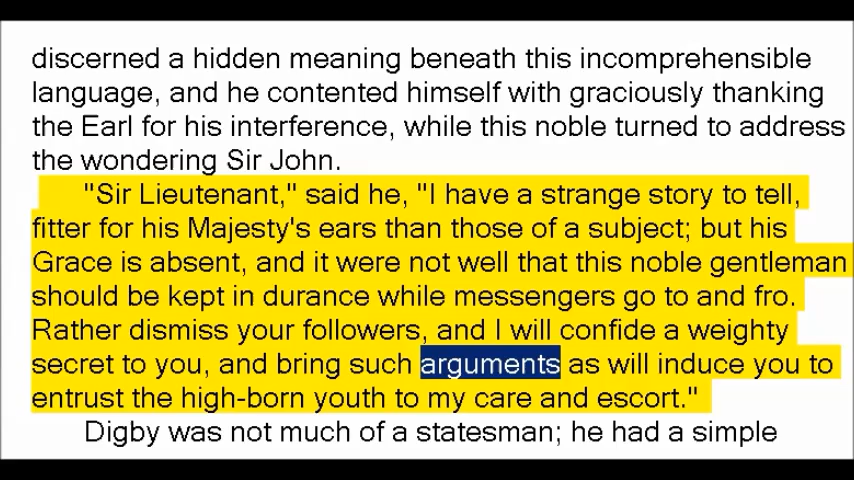 discerned a hidden meaning beneath this incomprehensible
language, and he contented himself with graciously thanking
the Earl for his interference, while this noble turned to address
the wondering Sir John.
"Sir Lieutenant," said he, "I have a strange story to tell,
fitter for his Majesty's ears than those of a subject; but his
Grace is absent, and it were not well that this noble gentleman
should be kept in durance while messengers go to and fro.
Rather dismiss your followers, and I will confide a weighty
secret to you, and bring such arguments as will induce you to
entrust the high-born youth to my care and escort."
Digby was not much of a statesman; he had a simple